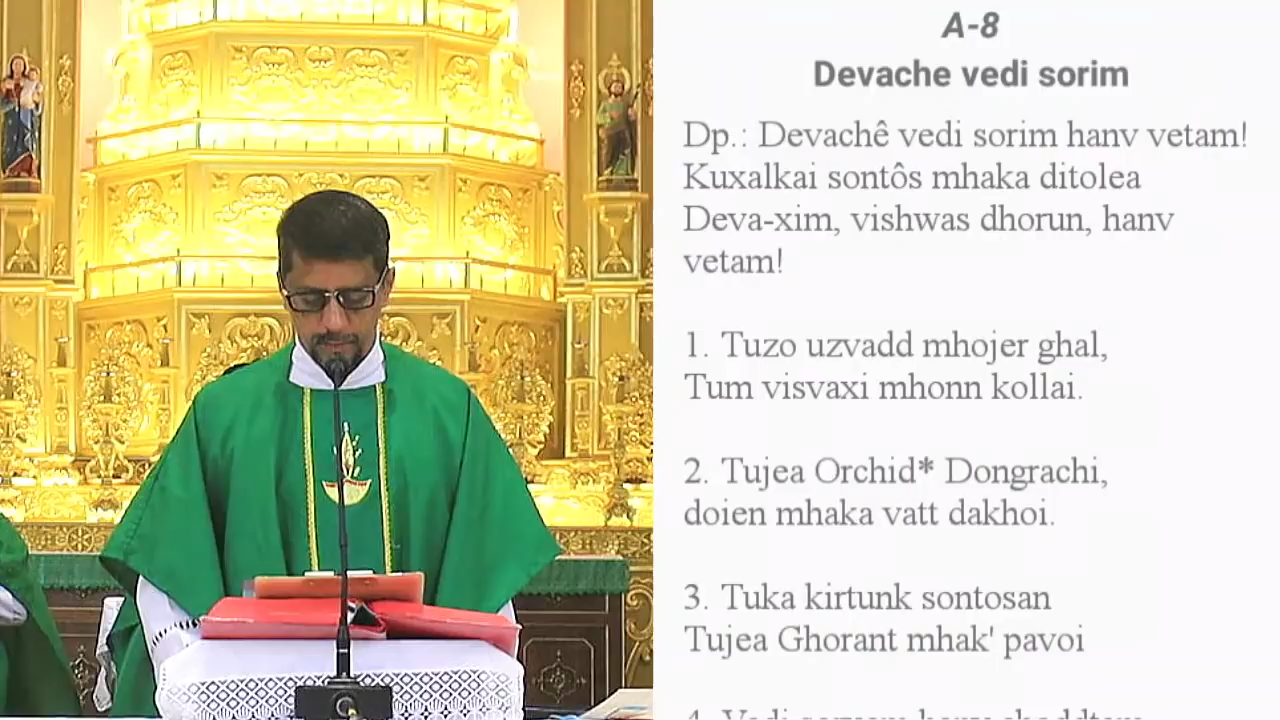 A-8
Devache vedi sorim
Dp.: Devachê vedi sorim hanv vetam!
Kuxalkai sontôs mhaka ditolea
Deva-xim, vishwas dhorun, hanv
vetam!
1. Tuzo uzvadd mhojer ghal,
Tum visvaxi mhonn kollai.
2. Tujea Orchid* Dongrachi,
doien mhaka vatt dakhoi.
3. Tuka kirtunk sontosan
Tujea Ghorant mhak' pavoi
4. Vedi